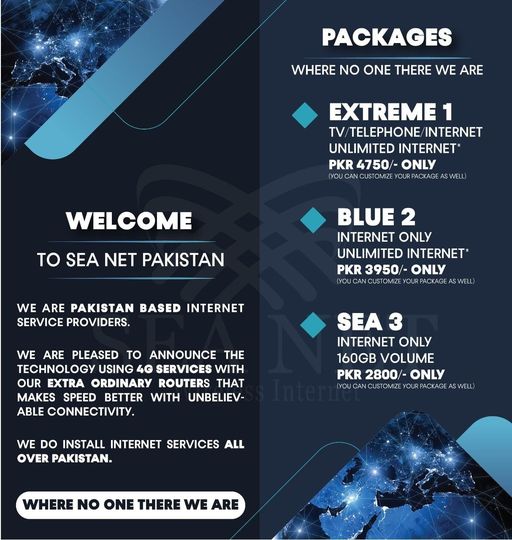 WELCOME
TO SEA NET PAKISTAN
WE ARE PAKISTAN BASED INTERNET
SERVICE PROVIDERS.
WE ARE PLEASED TO ANNOUNCE THE
TECHNOLOGY USING 4G SERVICES WITH
OUR EXTRA ORDINARY ROUTERS THAT
MAKES SPEED BETTER WITH UNBELIEV-
ABLE CONNECTIVITY.
WE DO INSTALL INTERNET SERVICES ALL
OVER PAKISTAN.
WHERE NO ONE THERE WE ARE
PACKAGES
WHERE NO ONE THERE WE ARE
EXTREME 1
TV/TELEPHONE/INTERNET
UNLIMITED INTERNET*
PKR 4750/- ONLY
(YOU CAN CUSTOMIZE YOUR PACKAGE AS WELL)
BLUE 2
INTERNET ONLY
UNLIMITED INTERNET*
PKR 3950/- ONLY
(YOU CAN CUSTOMIZE YOUR PACKAGE AS WELL)
SEA 3
INTERNET ONLY
160GB VOLUME
PKR 2800/- ONLY
(YOU CAN CUSTOMIZE YOUR PACKAGE AS WELL)
SEA NET
Internet